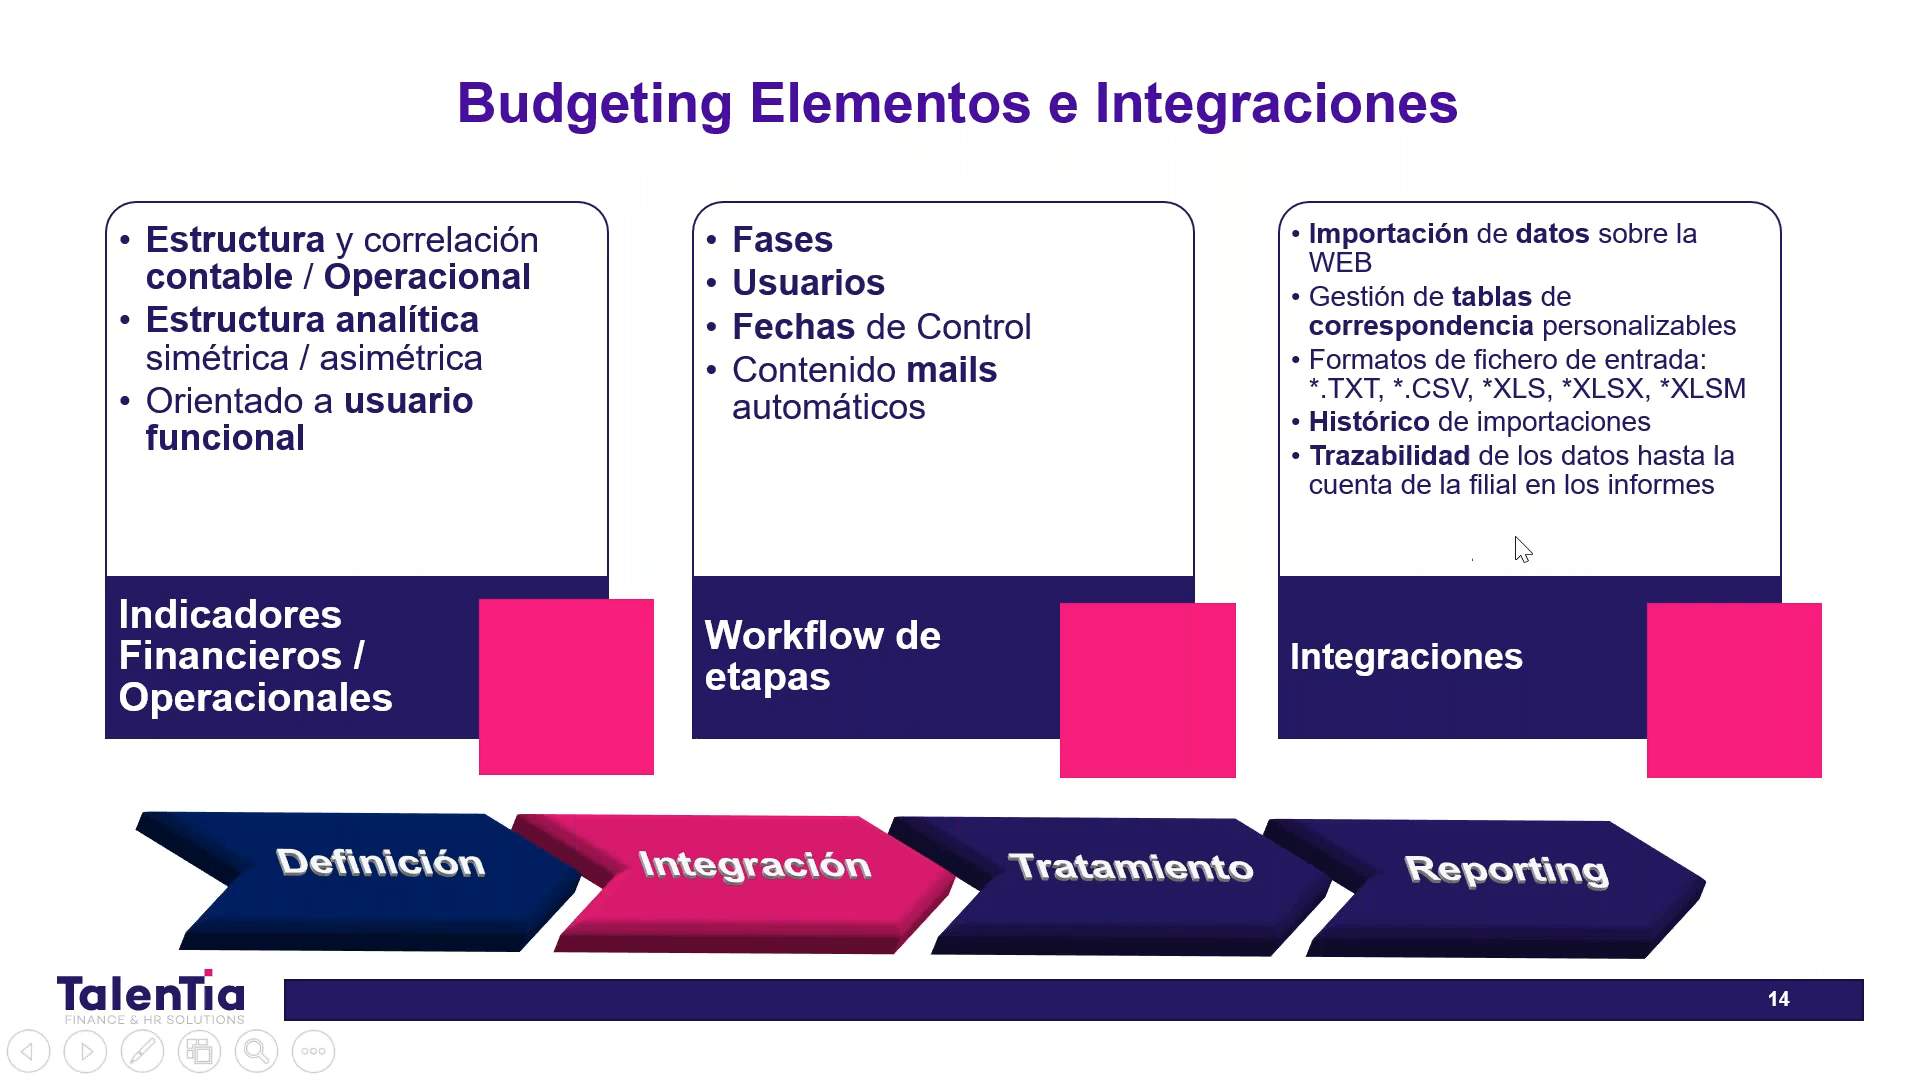 Budgeting Elementos e Integraciones
• Estructura y correlación
contable / Operacional
• Estructura analítica
simétrica / asimétrica
• Orientado a usuario
funcional
Indicadores
Financieros /
Operacionales
• Fases
• Usuarios
• Fechas de Control
• Contenido mails
automáticos
Workflow de
etapas
• Importación de datos sobre la
WEB
• Gestión de tablas de
correspondencia personalizables
• Formatos de fichero de entrada:
*.TXT, *.CSV, *XLS, *XLSX, *XLSM
• Histórico de importaciones
• Trazabilidad de los datos hasta la
cuenta de la filial en los informes
Integraciones
Definición
Integración
Tratamiento
Reporting
TalenTia
FINANCE & HR SOLUTIONS
14